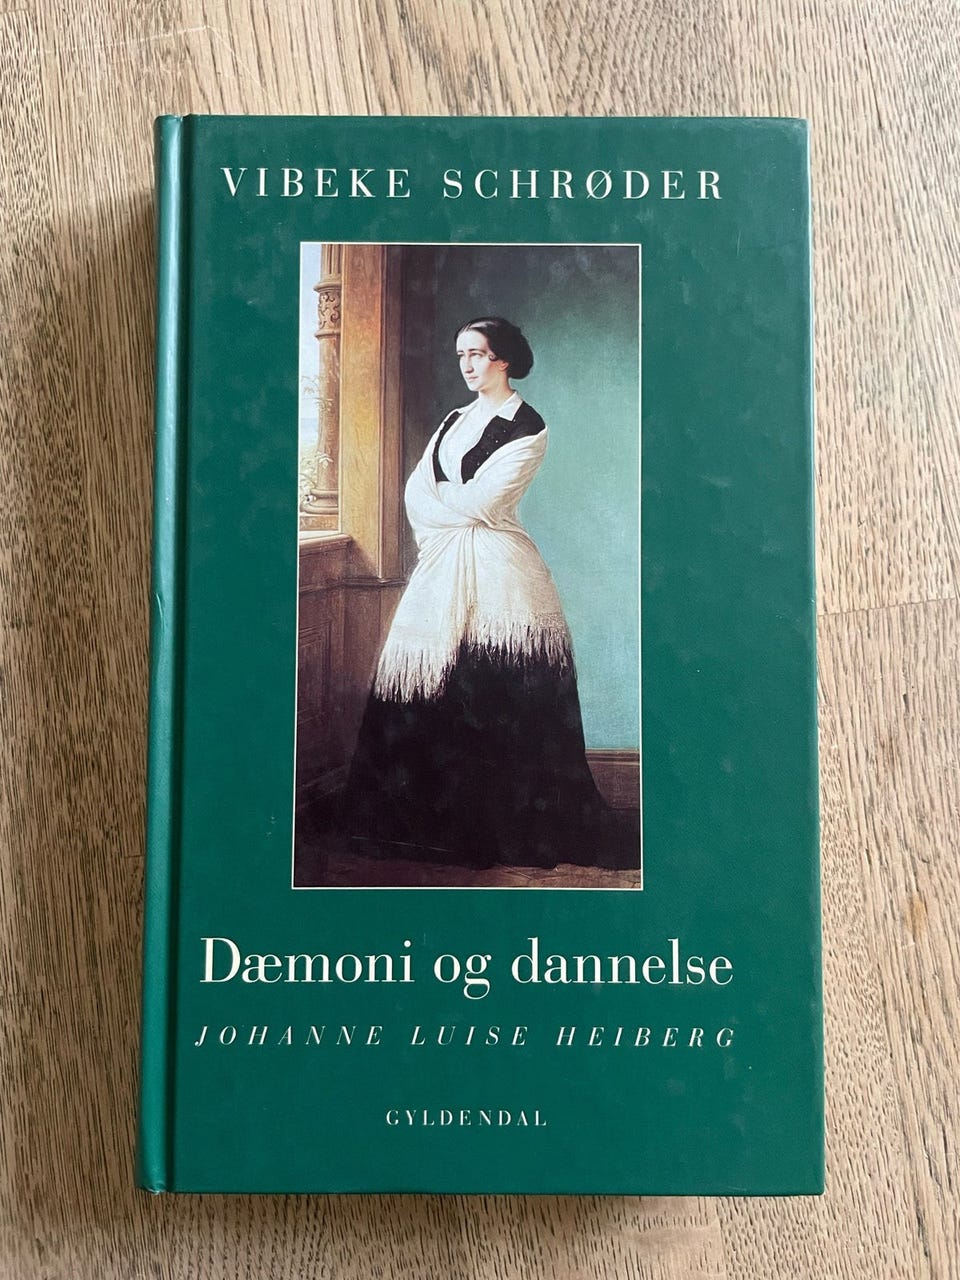 VIBEKE SCHRØDER
Dæmoni og dannelse
JOHANNE LUISE HEIBERG
GYLDENDAL